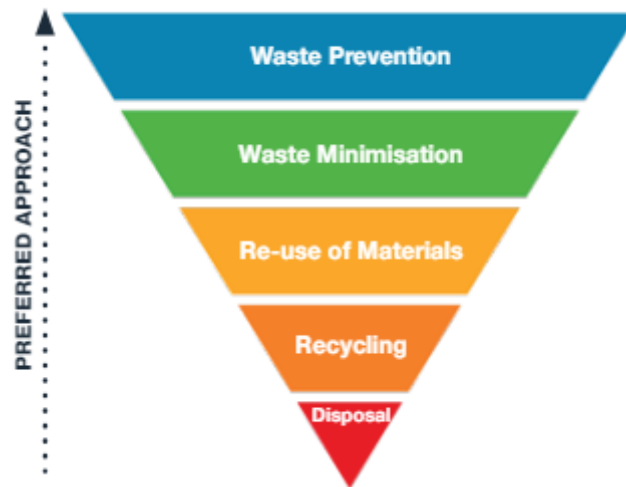 PREFERRED APPROACH
Waste Prevention
Waste Minimisation
Re-use of Materials
Recycling
Disposal